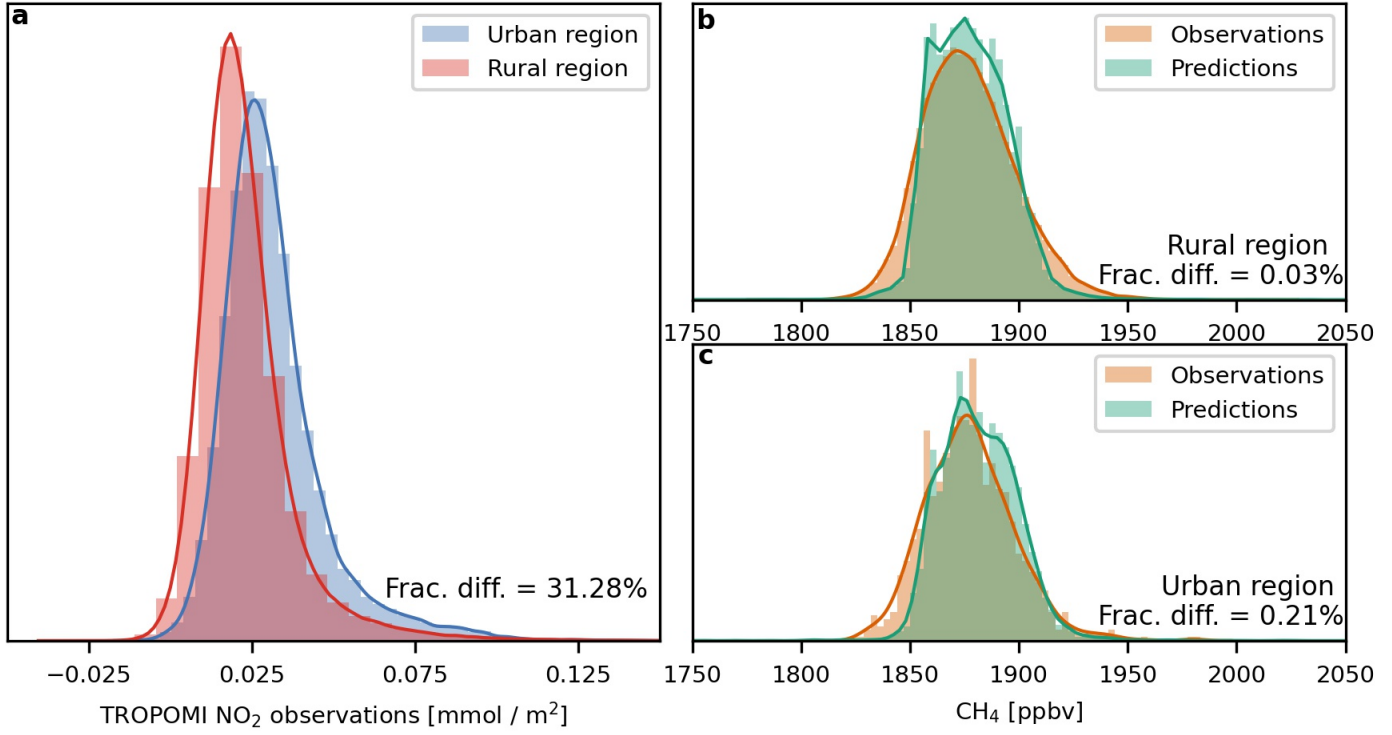 a
Urban region
Rural region
Frac. diff. = 31.28%
−0.025
0.025
0.075
0.125
TROPOMI NO₂ observations [mmol / m²]
b
Observations
Predictions
Rural region
Frac. diff. = 0.03%
1750 1800 1850 1900 1950 2000 2050
c
Observations
Predictions
Urban region
Frac. diff. = 0.21%
1750 1800 1850 1900 1950 2000 2050
CH₄ [ppbv]